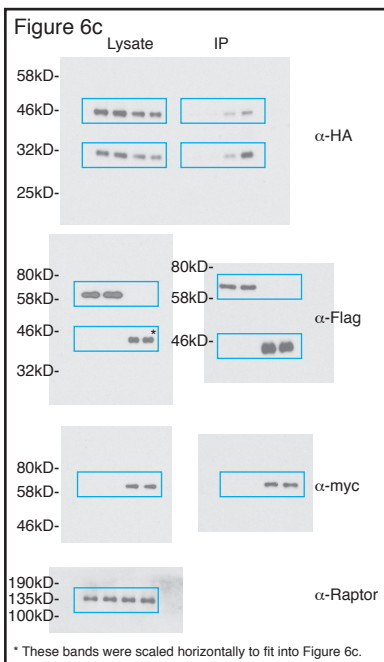 Figure 6c
Lysate IP
58kD-
46kD-
32kD-
25kD-
α-HA
80kD-
58kD-
46kD-
32kD-
*
80kD-
58kD-
46kD-
α-Flag
80kD-
58kD-
46kD-
α-myc
190kD-
135kD-
100kD-
α-Raptor
* These bands were scaled horizontally to fit into Figure 6c.